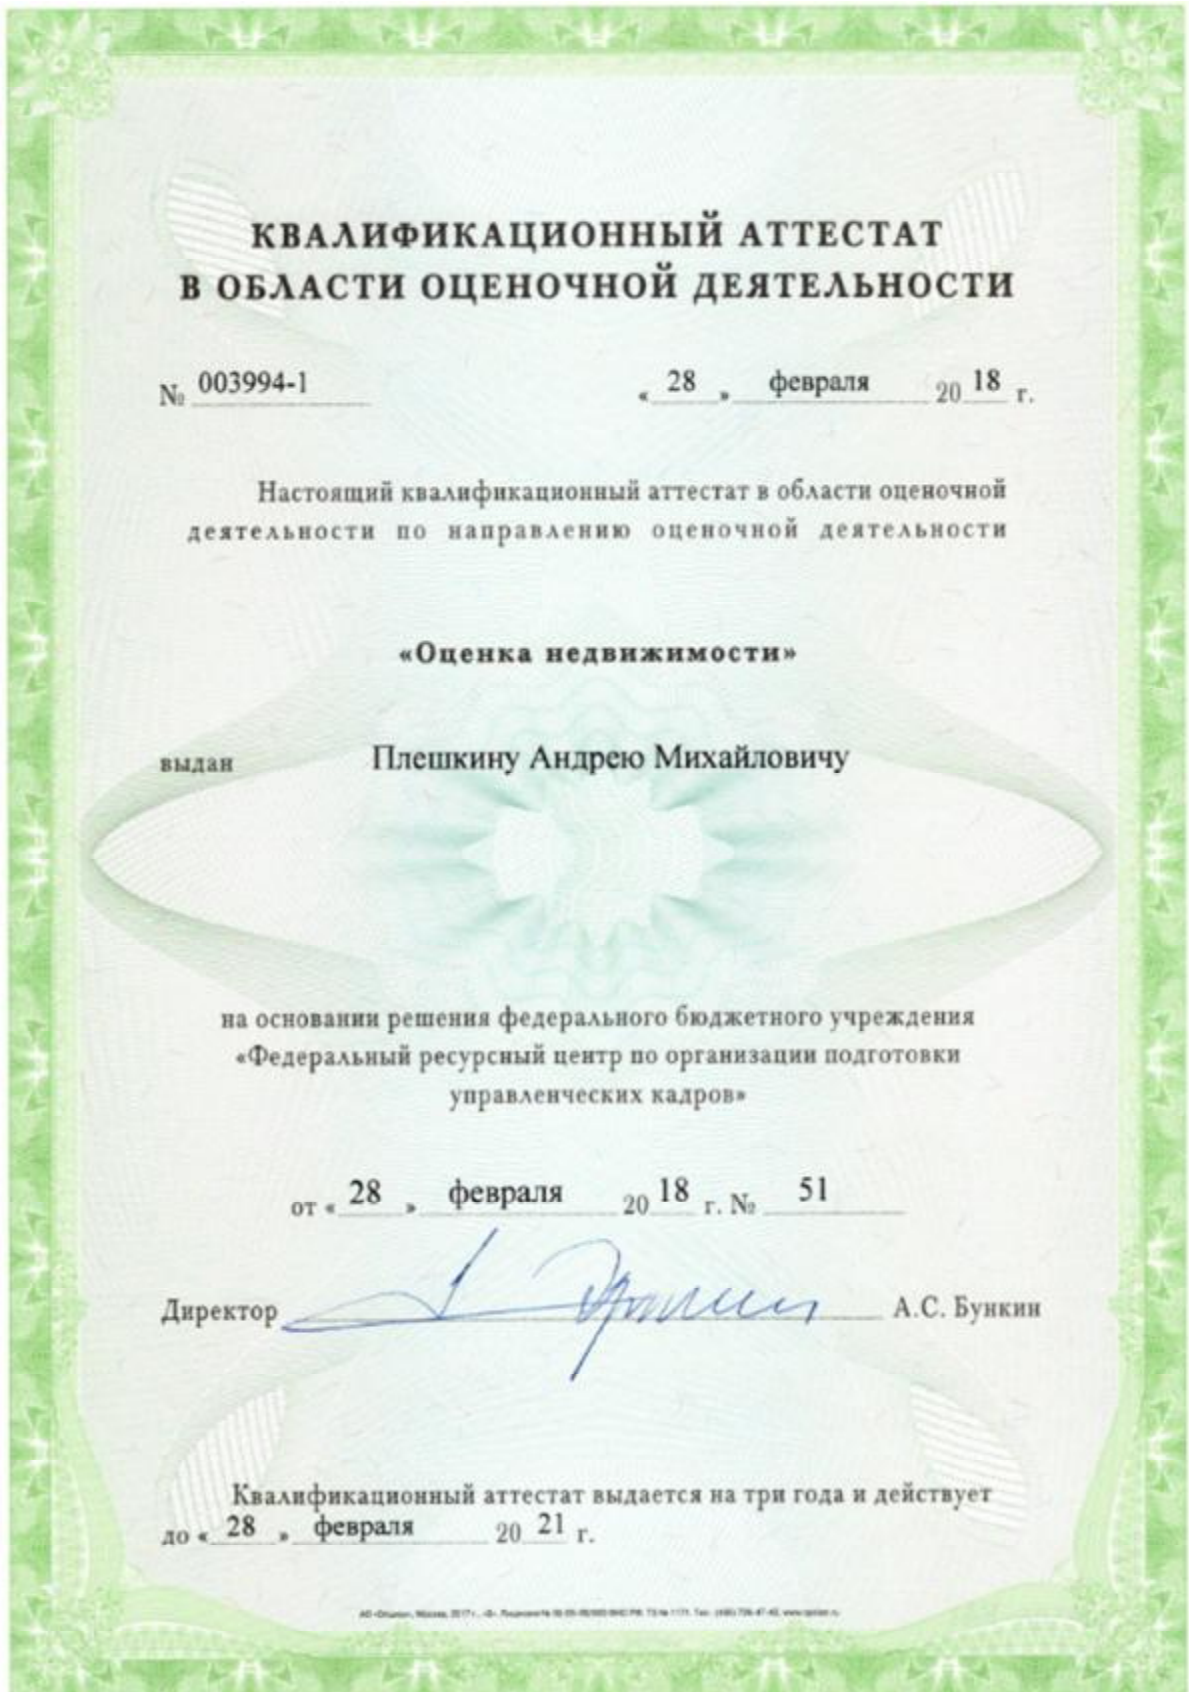 КВАЛИФИКАЦИОННЫЙ АТТЕСТАТ
В ОБЛАСТИ ОЦЕНОЧНОЙ ДЕЯТЕЛЬНОСТИ
№ 003994-1 « 28 » февраля 20 18 г.
Настоящий квалификационный аттестат в области оценочной
деятельности по направлению оценочной деятельности
«Оценка недвижимости»
выдан Плешкину Андрею Михайловичу
на основании решения федерального бюджетного учреждения
«Федеральный ресурсный центр по организации подготовки
управленческих кадров»
от « 28 » февраля 20 18 г. № 51
Директор А.С. Бункин
Квалификационный аттестат выдается на три года и действует
до « 28 » февраля 20 21 г.